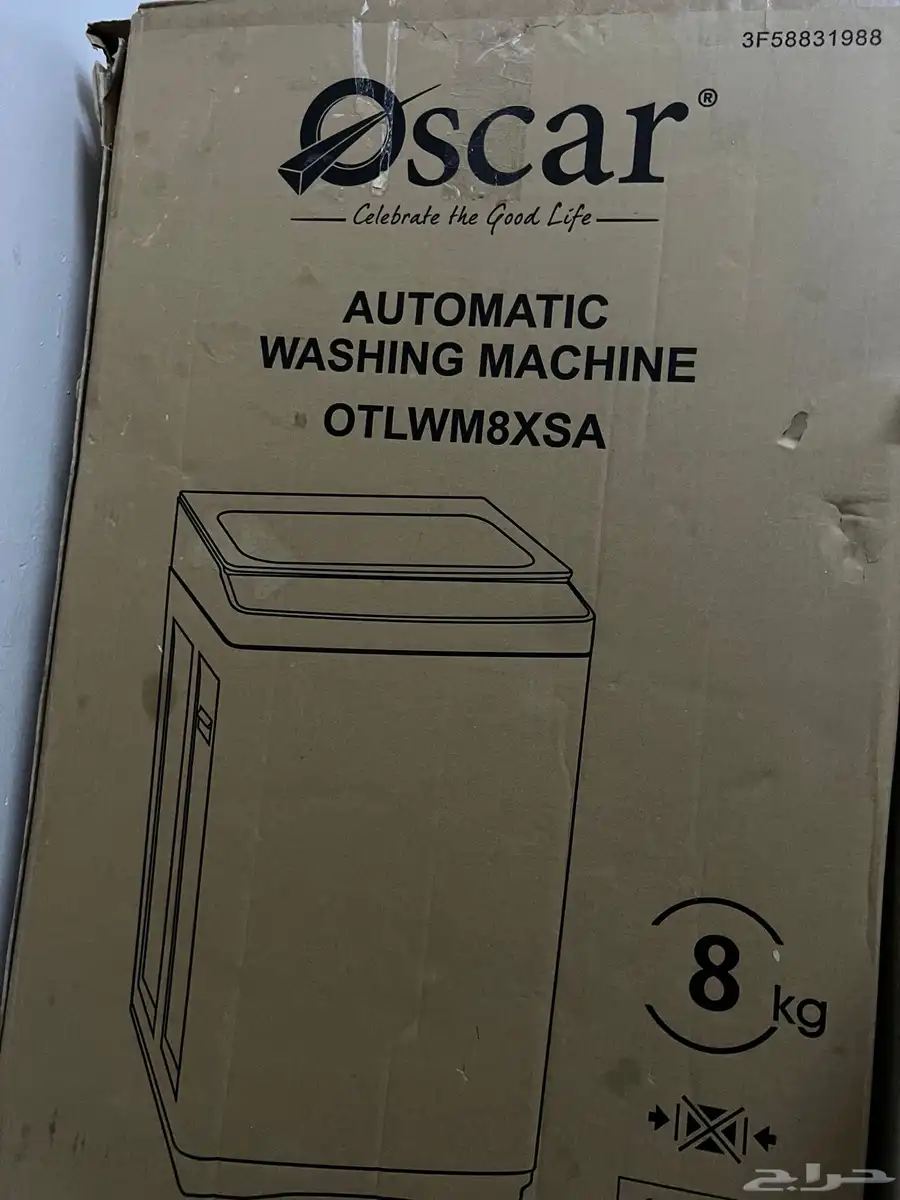 3F58831988
Oscar®
Celebrate the Good Life
AUTOMATIC
WASHING MACHINE
OTLWM8XSA
8 kg
حراج